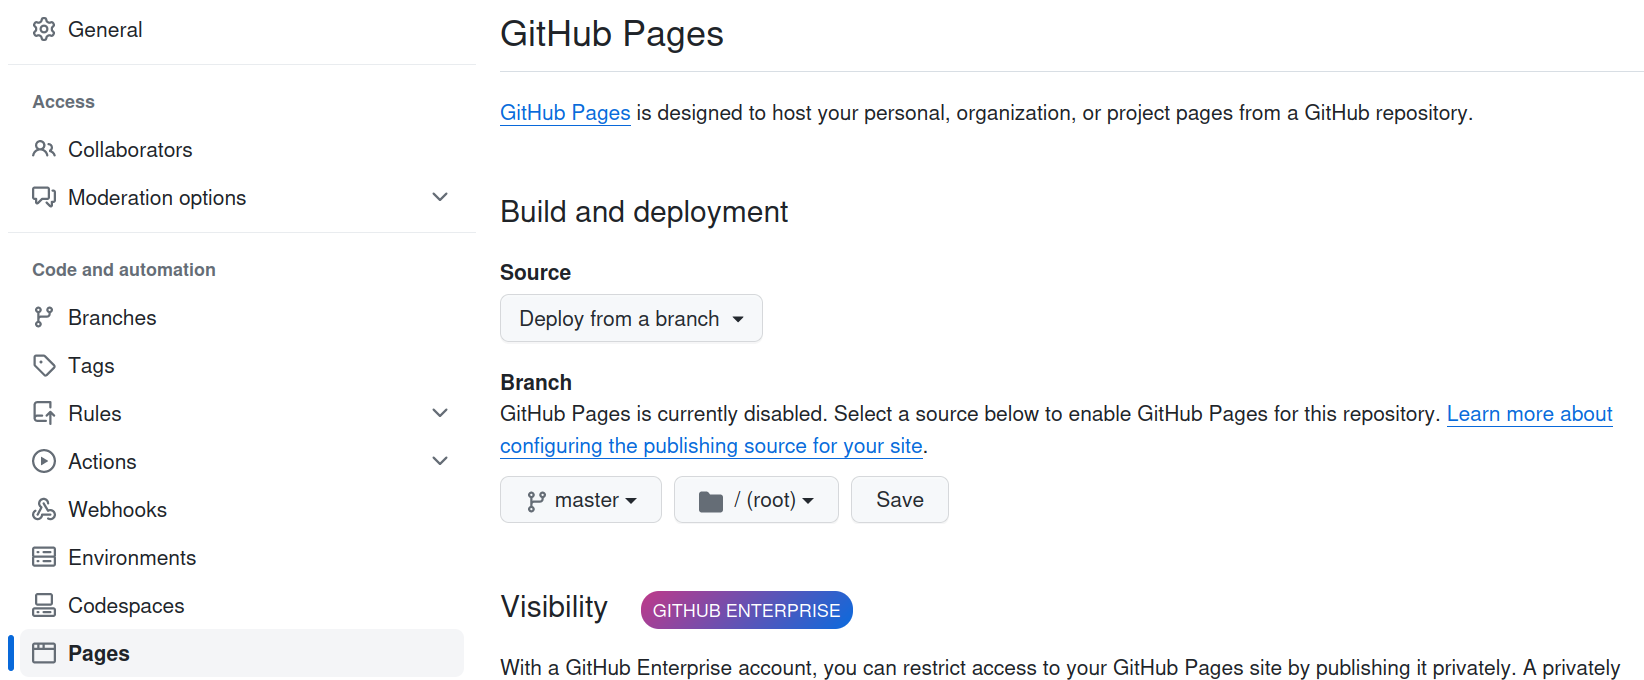 General
Access
Collaborators
Moderation options
Code and automation
Branches
Tags
Rules
Actions
Webhooks
Environments
Codespaces
Pages
GitHub Pages
GitHub Pages is designed to host your personal, organization, or project pages from a GitHub repository.
Build and deployment
Source
Deploy from a branch
Branch
GitHub Pages is currently disabled. Select a source below to enable GitHub Pages for this repository. Learn more about
configuring the publishing source for your site.
master / (root) Save
Visibility GITHUB ENTERPRISE
With a GitHub Enterprise account, you can restrict access to your GitHub Pages site by publishing it privately. A privately